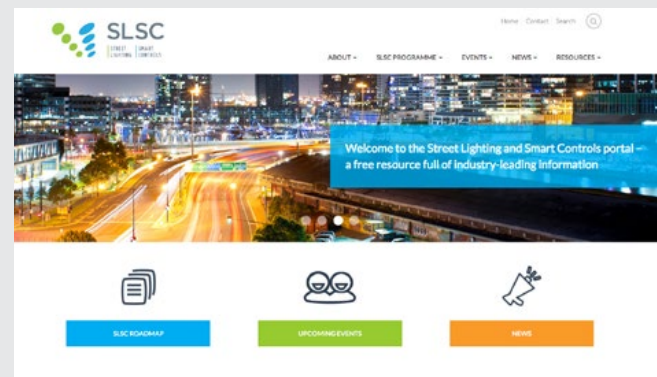 Home Contact Search
SLSC
STREET LIGHTING SMART CONTROLS
ABOUT SLSC PROGRAMME EVENTS NEWS RESOURCES
Welcome to the Street Lighting and Smart Controls portal –
a free resource full of industry-leading information
SLSC ROADMAP UPCOMING EVENTS NEWS